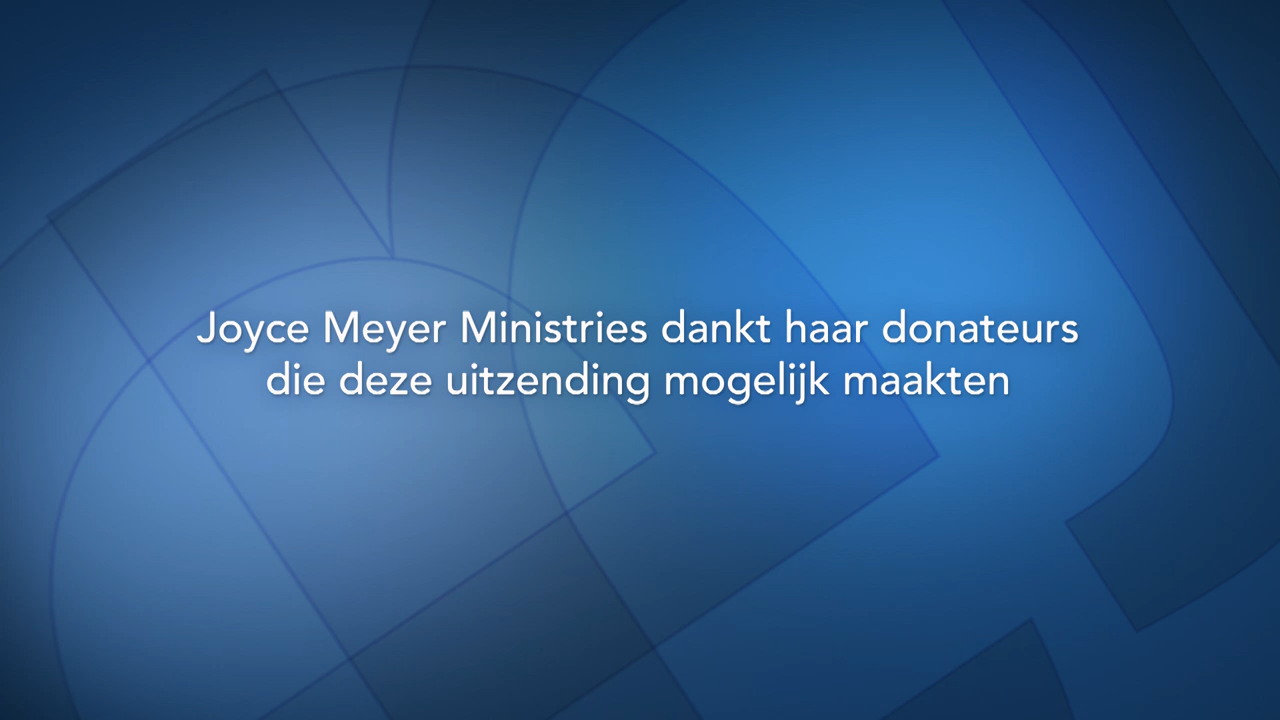 Joyce Meyer Ministries dankt haar donateurs
die deze uitzending mogelijk maakten